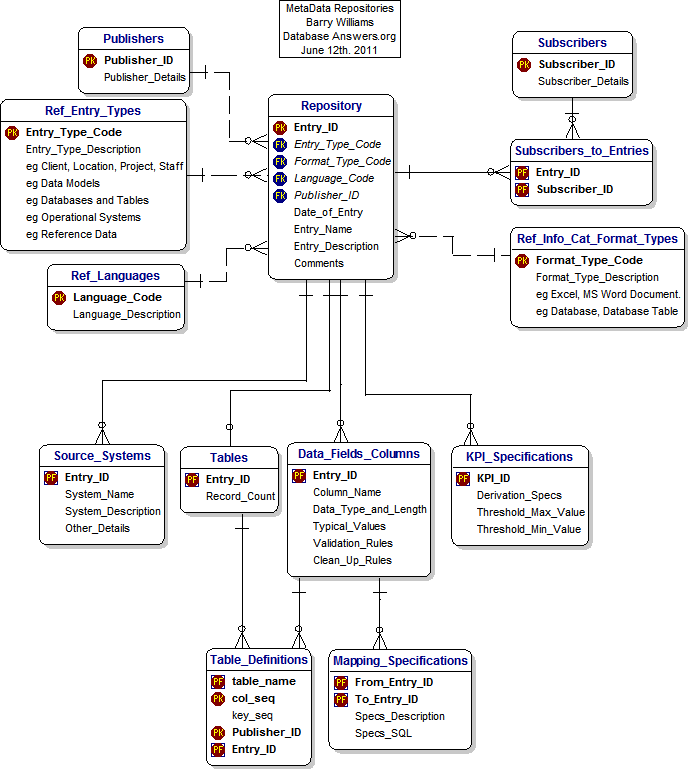 MetaData Repositories
Barry Williams
Database Answers.org
June 12th. 2011
Publishers
PK Publisher_ID
Publisher_Details
Ref_Entry_Types
PK Entry_Type_Code
Entry_Type_Description
eg Client, Location, Project, Staff
eg Data Models
eg Databases and Tables
eg Operational Systems
eg Reference Data
Ref_Languages
PK Language_Code
Language_Description
Repository
PK Entry_ID
FK Entry_Type_Code
FK Format_Type_Code
FK Language_Code
FK Publisher_ID
Date_of_Entry
Entry_Name
Entry_Description
Comments
Subscribers
PK Subscriber_ID
Subscriber_Details
Subscribers_to_Entries
PF Entry_ID
PF Subscriber_ID
Ref_Info_Cat_Format_Types
PK Format_Type_Code
Format_Type_Description
eg Excel, MS Word Document.
eg Database, Database Table
Source_Systems
PF Entry_ID
System_Name
System_Description
Other_Details
Tables
PF Entry_ID
Record_Count
Data_Fields_Columns
PF Entry_ID
Column_Name
Data_Type_and_Length
Typical_Values
Validation_Rules
Clean_Up_Rules
KPI_Specifications
PF KPI_ID
Derivation_Specs
Threshold_Max_Value
Threshold_Min_Value
Table_Definitions
PF table_name
PK col_seq
key_seq
PK Publisher_ID
PF Entry_ID
Mapping_Specifications
PF From_Entry_ID
PF To_Entry_ID
Specs_Description
Specs_SQL